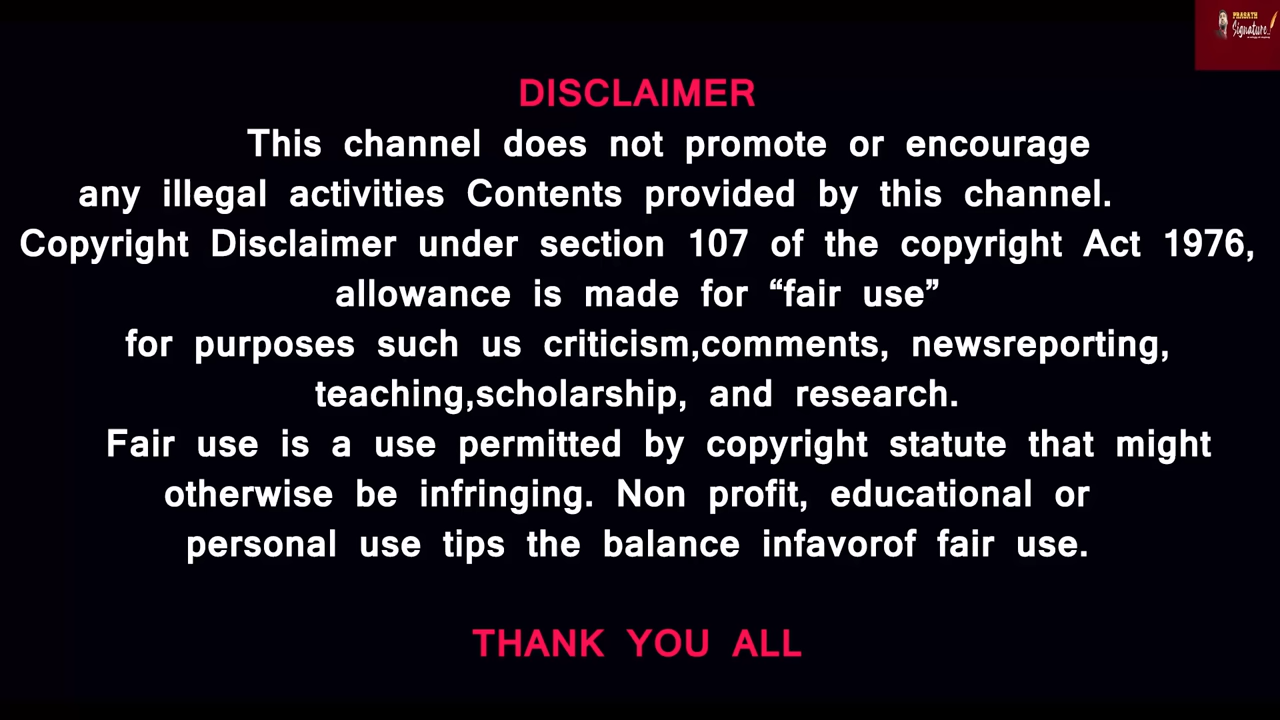 PRASATH
Signature..!
DISCLAIMER
This channel does not promote or encourage
any illegal activities Contents provided by this channel.
Copyright Disclaimer under section 107 of the copyright Act 1976,
allowance is made for “fair use”
for purposes such us criticism,comments, newsreporting,
teaching,scholarship, and research.
Fair use is a use permitted by copyright statute that might
otherwise be infringing. Non profit, educational or
personal use tips the balance infavorof fair use.
THANK YOU ALL